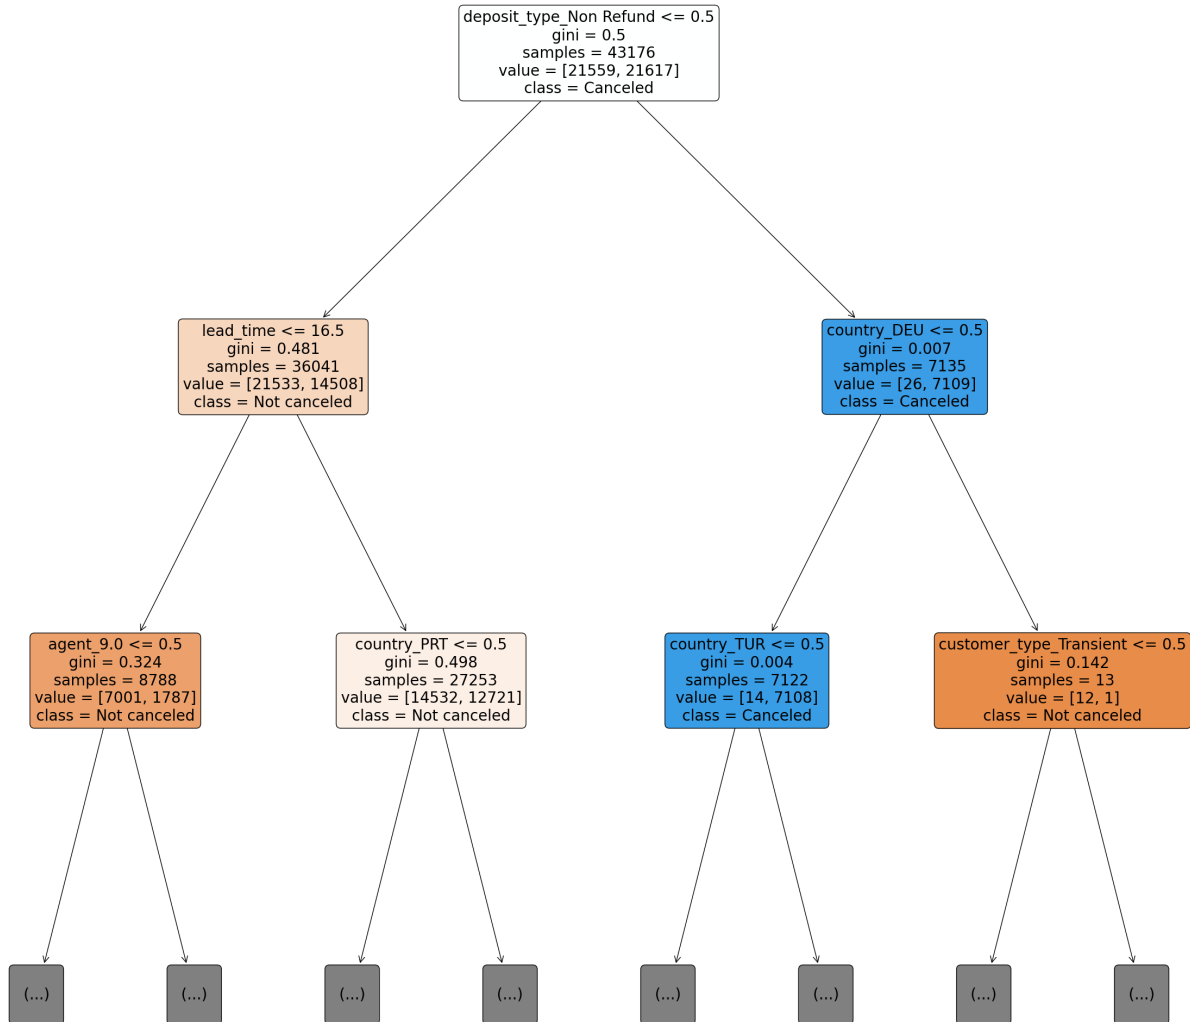 deposit_type_Non Refund <= 0.5
gini = 0.5
samples = 43176
value = [21559, 21617]
class = Canceled
lead_time <= 16.5
gini = 0.481
samples = 36041
value = [21533, 14508]
class = Not canceled
country_DEU <= 0.5
gini = 0.007
samples = 7135
value = [26, 7109]
class = Canceled
agent_9.0 <= 0.5
gini = 0.324
samples = 8788
value = [7001, 1787]
class = Not canceled
country_PRT <= 0.5
gini = 0.498
samples = 27253
value = [14532, 12721]
class = Not canceled
country_TUR <= 0.5
gini = 0.004
samples = 7122
value = [14, 7108]
class = Canceled
customer_type_Transient <= 0.5
gini = 0.142
samples = 13
value = [12, 1]
class = Not canceled
(...)
(...)
(...)
(...)
(...)
(...)
(...)
(...)